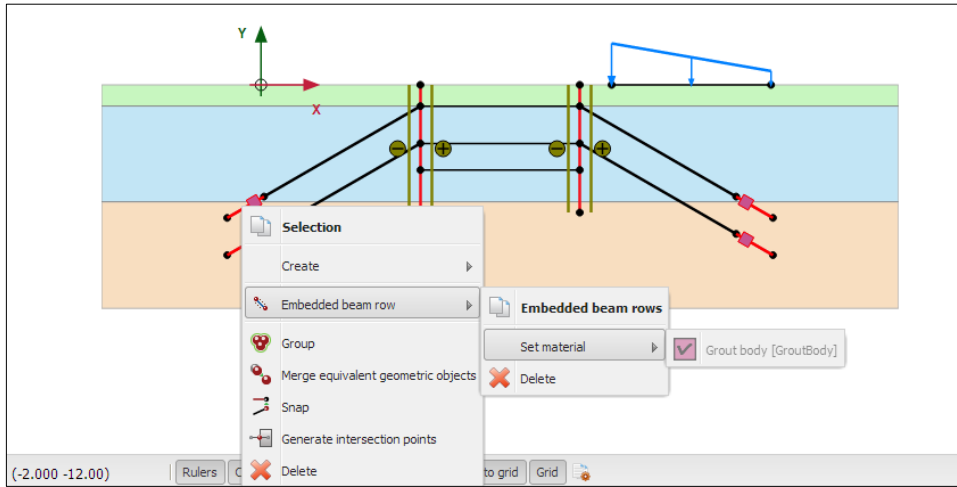 Y
X
Selection
Create
Embedded beam row
Embedded beam rows
Set material
Grout body [GroutBody]
Group
Delete
Merge equivalent geometric objects
Snap
Generate intersection points
Delete
(-2.000 -12.00)
Rulers
to grid
Grid